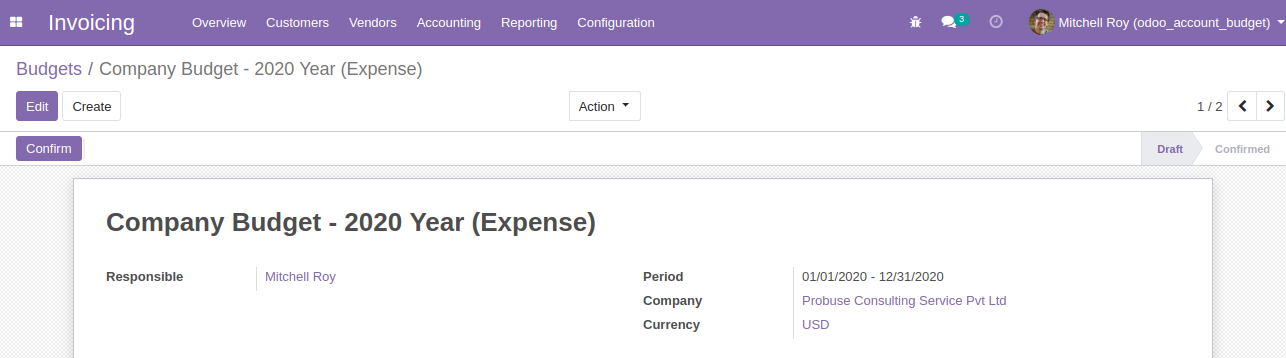 Invoicing Overview Customers Vendors Accounting Reporting Configuration 3 Mitchell Roy (odoo_account_budget)
Budgets / Company Budget - 2020 Year (Expense)
Edit Create Action 1 / 2
Confirm Draft Confirmed
Company Budget - 2020 Year (Expense)
Responsible Mitchell Roy Period 01/01/2020 - 12/31/2020
Company Probuse Consulting Service Pvt Ltd
Currency USD